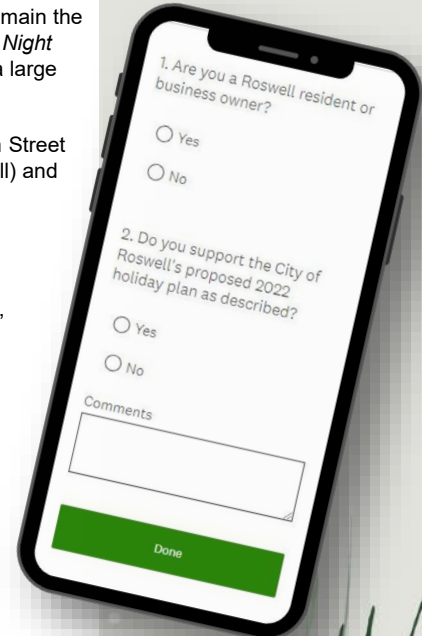 main the
Night
a large
Street
ll) and
,
1. Are you a Roswell resident or
business owner?
Yes
No
2. Do you support the City of
Roswell's proposed 2022
holiday plan as described?
Yes
No
Comments
Done